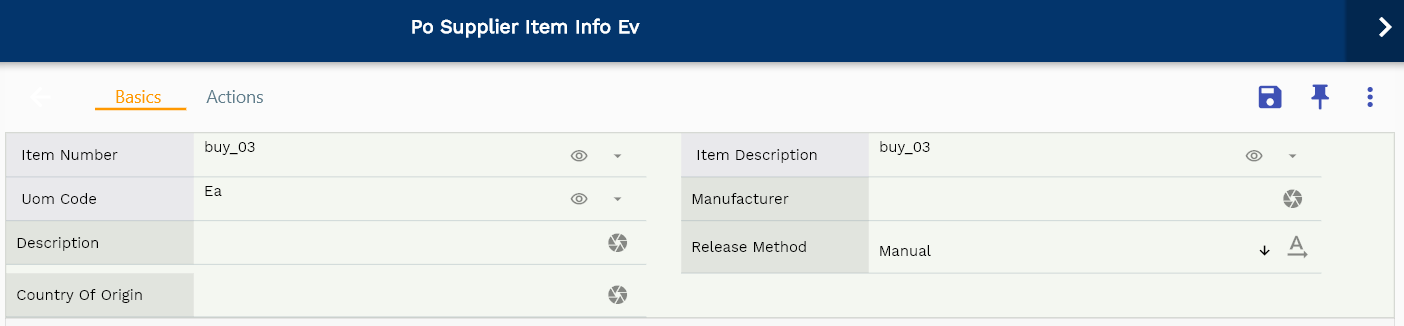 Po Supplier Item Info Ev
Basics Actions
Item Number buy_03 Item Description buy_03
Uom Code Ea Manufacturer
Description Release Method Manual
Country Of Origin